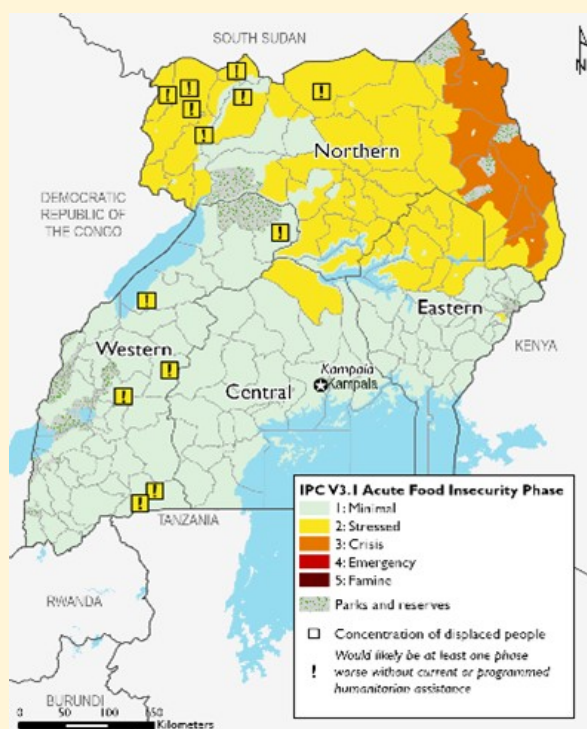 SOUTH SUDAN
N
Northern
DEMOCRATIC
REPUBLIC OF
THE CONGO
Eastern
KENYA
Western
Kampala
Central
Kampala
TANZANIA
RWANDA
BURUNDI
IPC V3.1 Acute Food Insecurity Phase
1: Minimal
2: Stressed
3: Crisis
4: Emergency
5: Famine
Parks and reserves
Concentration of displaced people
! Would likely be at least one phase
worse without current or programmed
humanitarian assistance
0 50 100 150
Kilometers